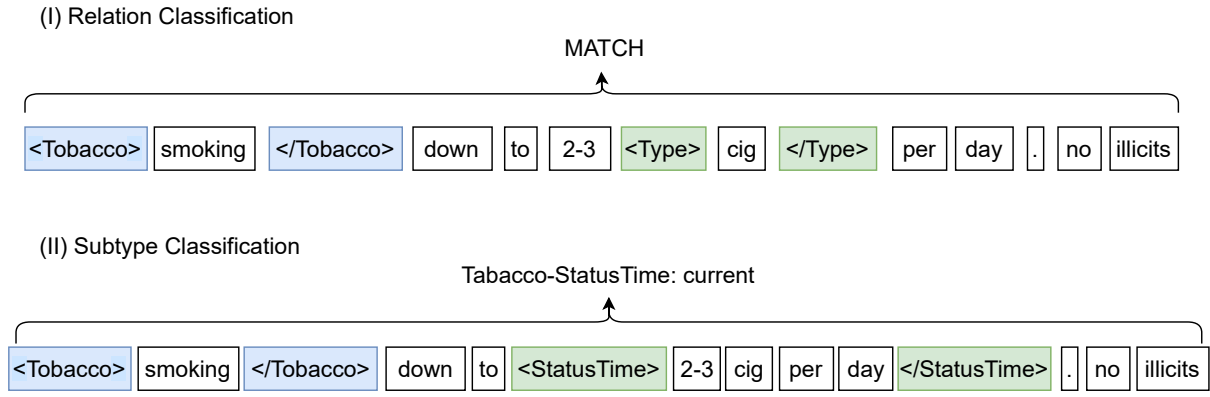 (I) Relation Classification
MATCH
<Tobacco> smoking </Tobacco> down to 2-3 <Type> cig </Type> per day . no illicits
(II) Subtype Classification
Tabacco-StatusTime: current
<Tobacco> smoking </Tobacco> down to <StatusTime> 2-3 cig per day </StatusTime> . no illicits